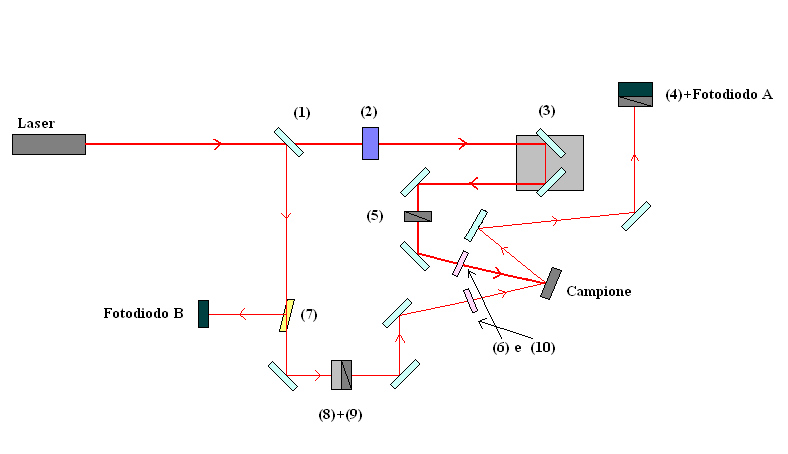 (4)+Fotodiodo A
Laser
(1)
(2)
(3)
(5)
Campione
Fotodiodo B
(7)
(6) e (10)
(8)+(9)